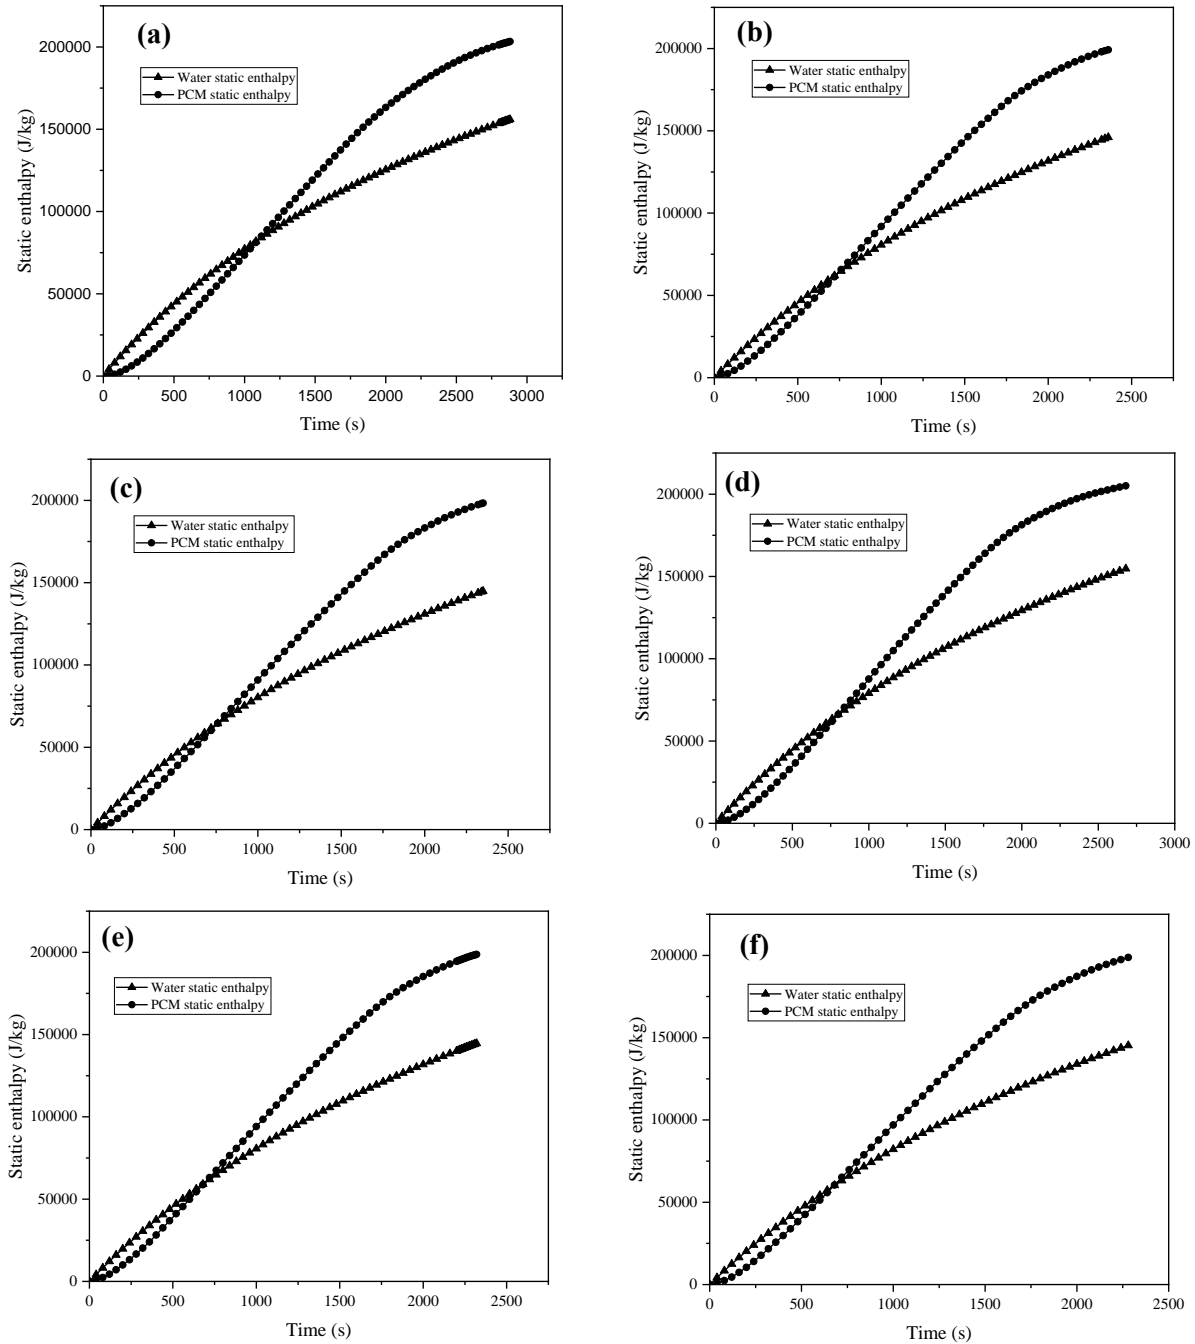 (a)
Water static enthalpy
PCM static enthalpy
Static enthalpy (J/kg)
200000
150000
100000
50000
0
0 500 1000 1500 2000 2500 3000
Time (s)
(b)
Water static enthalpy
PCM static enthalpy
Static enthalpy (J/kg)
200000
150000
100000
50000
0
0 500 1000 1500 2000 2500
Time (s)
(c)
Water static enthalpy
PCM static enthalpy
Static enthalpy (J/kg)
200000
150000
100000
50000
0
0 500 1000 1500 2000 2500
Time (s)
(d)
Water static enthalpy
PCM static enthalpy
Static enthalpy (J/kg)
200000
150000
100000
50000
0
0 500 1000 1500 2000 2500 3000
Time (s)
(e)
Water static enthalpy
PCM static enthalpy
Static enthalpy (J/kg)
200000
150000
100000
50000
0
0 500 1000 1500 2000 2500
Time (s)
(f)
Water static enthalpy
PCM static enthalpy
Static enthalpy (J/kg)
200000
150000
100000
50000
0
0 500 1000 1500 2000 2500
Time (s)